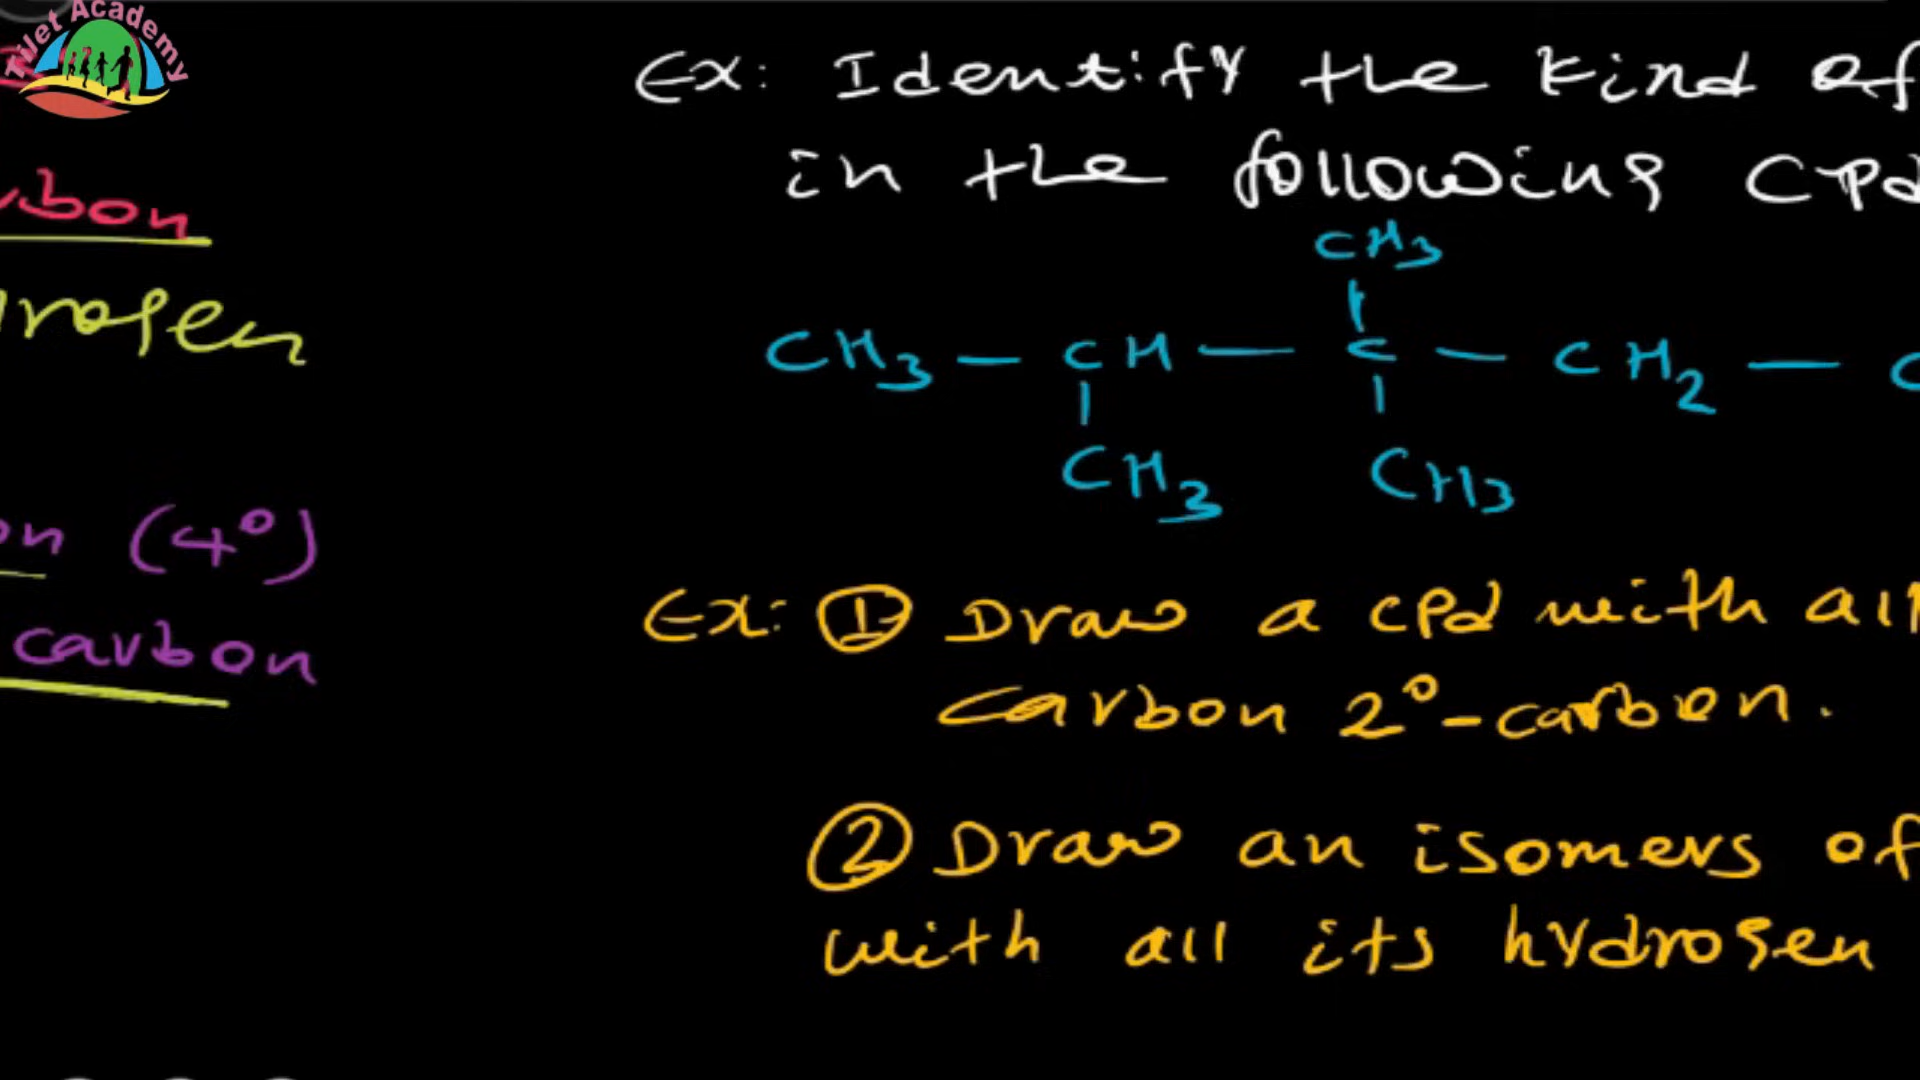 Tilet Academy
rbon
rogen
on (4°)
carbon
Ex: Identify the kind of
in the following cpd
CH3
CH3 — CH — C — CH2 — C
CH3 CH3
Ex: ① Draw a cpd with all
carbon 2°-carbon.
② Draw an isomers of
with all its hydrogen